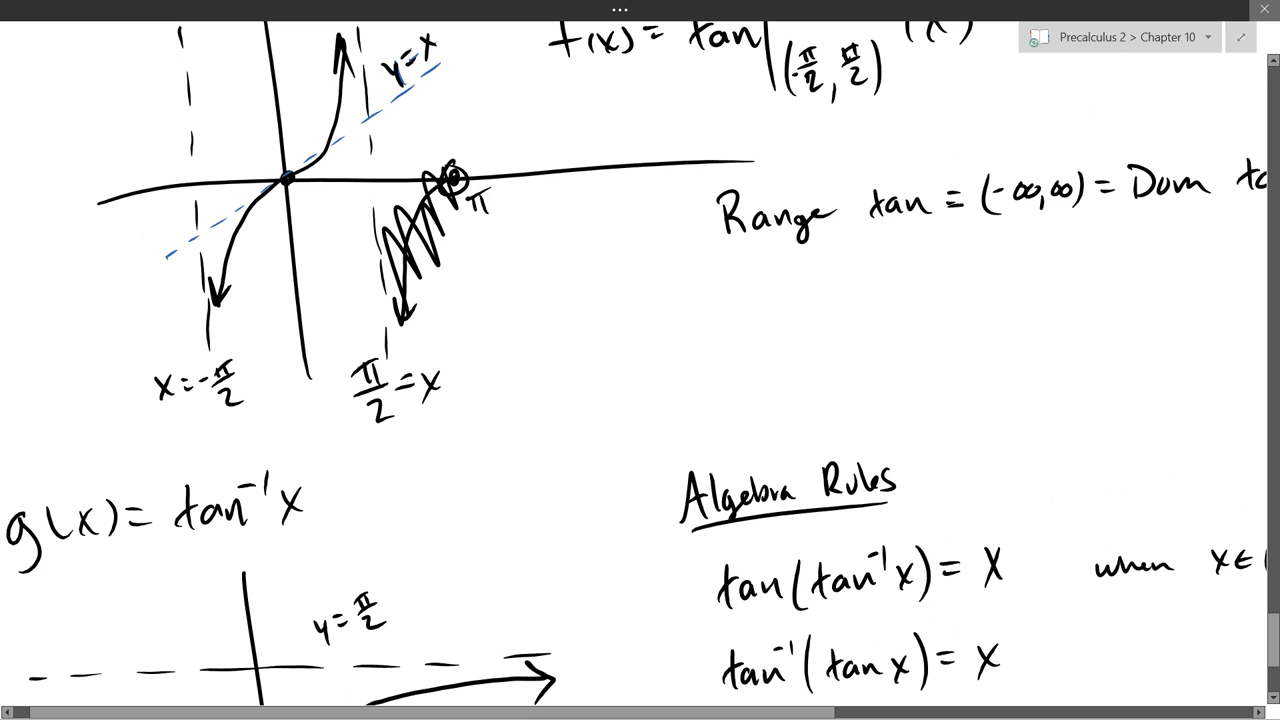 Precalculus 2 > Chapter 10
f(x) = tan|(-π/2, π/2) (x)
y=x
π
Range tan = (-∞,∞) = Dom
x=-π/2
π/2=x
g(x)= tan⁻¹x
Algebra Rules
tan(tan⁻¹x)= x when x∈
y=π/2
tan⁻¹(tan x)= x